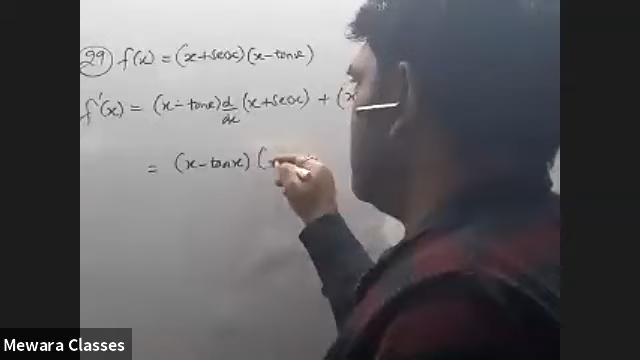 (29) f(x) = (x+secx)(x-tanx)
f'(x) = (x-tanx) d/dx (x+secx) + (x
= (x-tanx) (
Mewara Classes